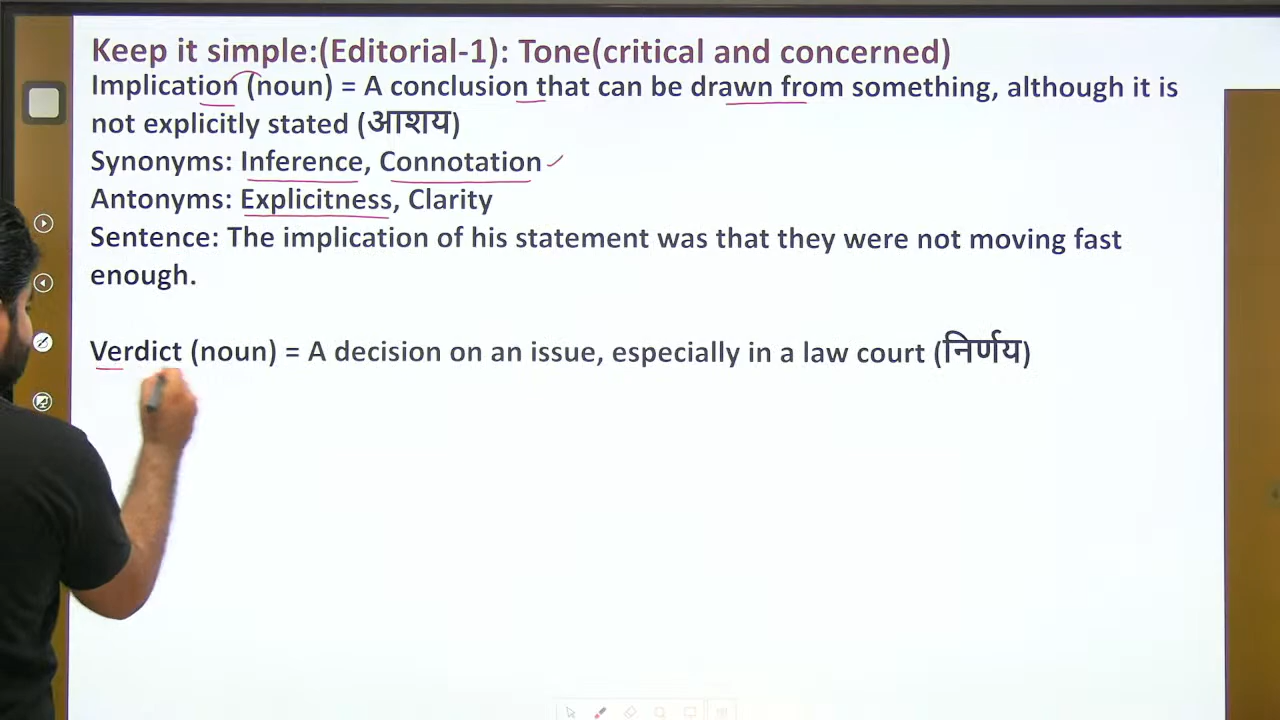 Keep it simple:(Editorial-1): Tone(critical and concerned)
Implication (noun) = A conclusion that can be drawn from something, although it is
not explicitly stated (आशय)
Synonyms: Inference, Connotation
Antonyms: Explicitness, Clarity
Sentence: The implication of his statement was that they were not moving fast
enough.
Verdict (noun) = A decision on an issue, especially in a law court (निर्णय)